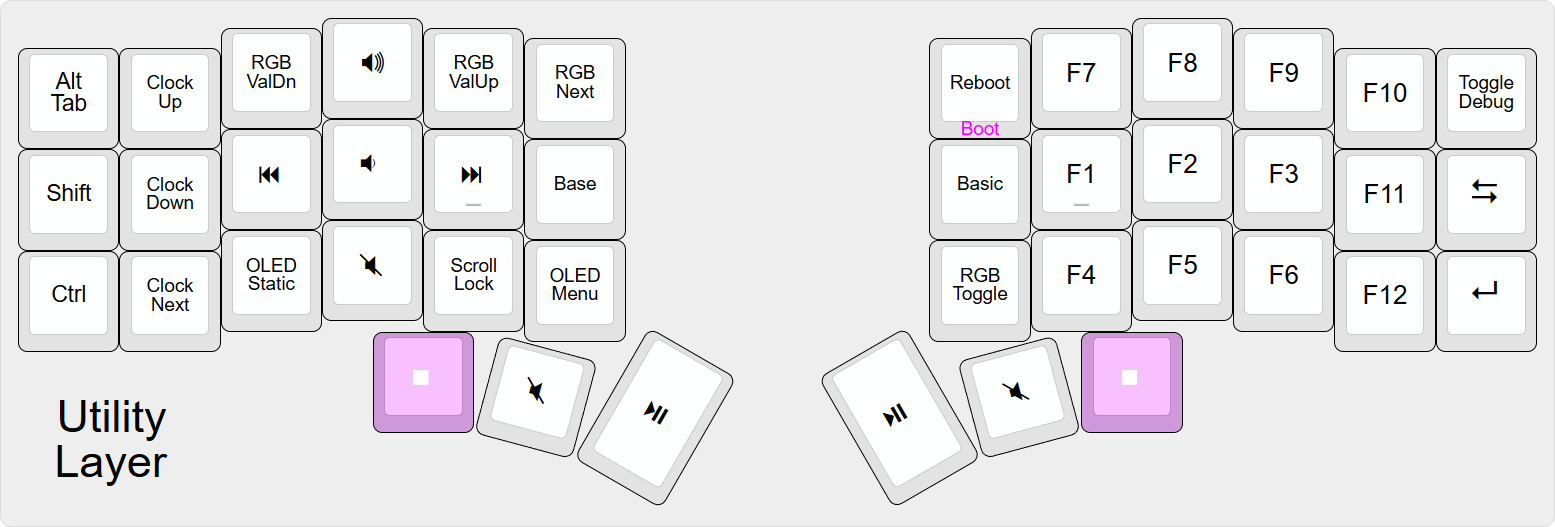 Alt
Tab
Clock
Up
RGB
ValDn
RGB
ValUp
RGB
Next
Reboot
Boot
F7
F8
F9
F10
Toggle
Debug
Shift
Clock
Down
Base
Basic
F1
F2
F3
F11
Ctrl
Clock
Next
OLED
Static
Scroll
Lock
OLED
Menu
RGB
Toggle
F4
F5
F6
F12
Utility
Layer